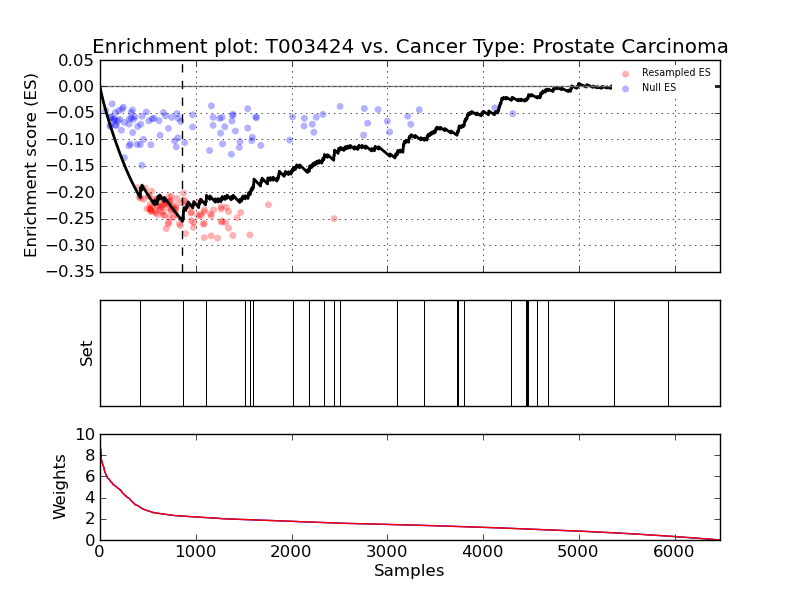 Enrichment plot: T003424 vs. Cancer Type: Prostate Carcinoma
Enrichment score (ES)
0.05
0.00
−0.05
−0.10
−0.15
−0.20
−0.25
−0.30
−0.35
Resampled ES
Null ES
Set
Weights
10
8
6
4
2
0
0 1000 2000 3000 4000 5000 6000
Samples